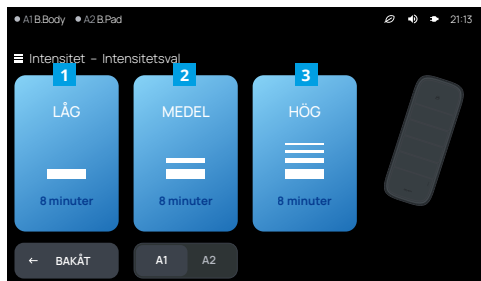 A1 B.Body A2 B.Pad 21:13
Intensitet – Intensitetsval
1 2 3
LÅG MEDEL HÖG
8 minuter 8 minuter 8 minuter
← BAKÅT A1 A2